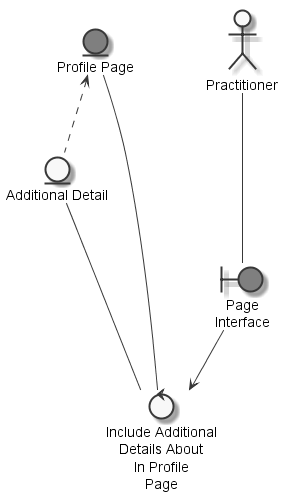 Profile Page
Practitioner
Additional Detail
Page
Interface
Include Additional
Details About
In Profile
Page